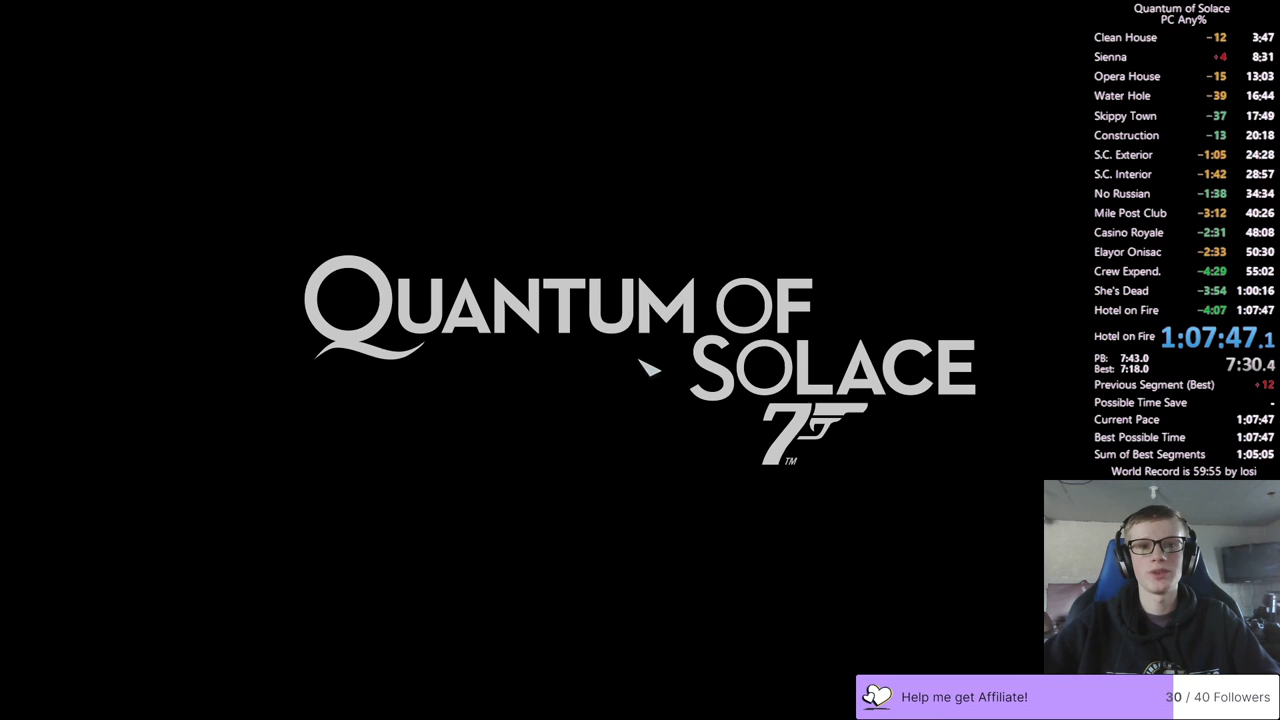 QUANTUM OF
SOLACE
7
TM
Quantum of Solace
PC Any%
Clean House -12 3:47
Sienna +4 8:31
Opera House -15 13:03
Water Hole -39 16:44
Skippy Town -37 17:49
Construction -13 20:18
S.C. Exterior -1:05 24:28
S.C. Interior -1:42 28:57
No Russian -1:38 34:34
Mile Post Club -3:12 40:26
Casino Royale -2:31 48:08
Elayor Onisac -2:33 50:30
Crew Expend. -4:29 55:02
She's Dead -3:54 1:00:16
Hotel on Fire -4:07 1:07:47
Hotel on Fire 1:07:47.1
PB: 7:43.0
Best: 7:18.0 7:30.4
Previous Segment (Best) +12
Possible Time Save -
Current Pace 1:07:47
Best Possible Time 1:07:47
Sum of Best Segments 1:05:05
World Record is 59:55 by losi
Help me get Affiliate! 30 / 40 Followers